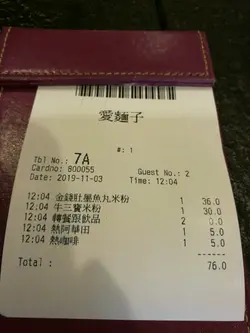 愛麵子
#: 1
Tbl No.: 7A
Cardno: 800055 Guest No.: 2
Date: 2019-11-03 Time: 12:04
12:04 金錢肚墨魚丸米粉 1 36.0
12:04 牛三寶米粉 1 30.0
12:04 轉餐跟飲品 2 0.0
12:04 熱阿華田 1 5.0
12:04 熱咖啡 1 5.0
------
Total : 76.0